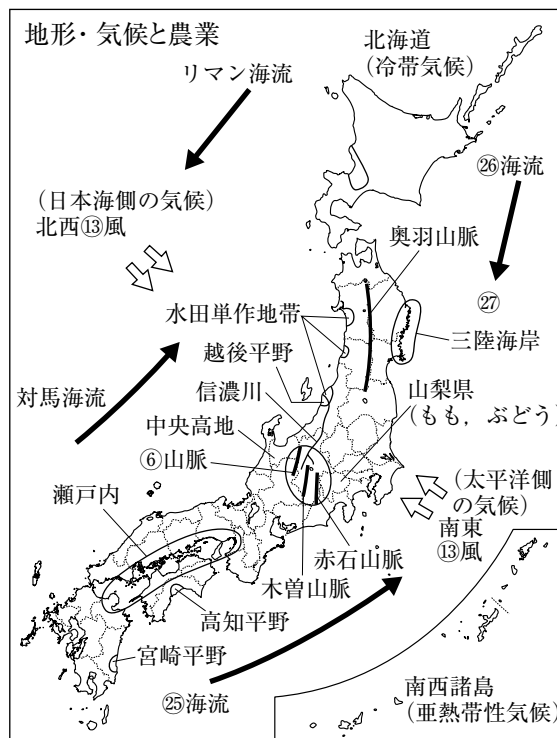 地形・気候と農業
リマン海流
北海道
(冷帯気候)
㉖海流
(日本海側の気候)
北西⑬風
奥羽山脈
㉗
水田単作地帯
三陸海岸
越後平野
信濃川
山梨県
(もも，ぶどう)
対馬海流
中央高地
⑥山脈
(太平洋側
の気候)
南東
⑬風
瀬戸内
赤石山脈
木曽山脈
高知平野
宮崎平野
㉕海流
南西諸島
(亜熱帯性気候)